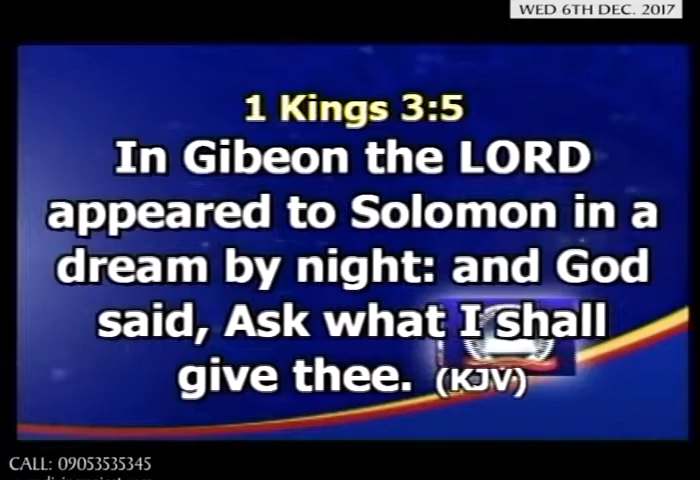 WED 6TH DEC. 2017
1 Kings 3:5
In Gibeon the LORD
appeared to Solomon in a
dream by night: and God
said, Ask what I shall
give thee. (KJV)
CALL: 09053535345